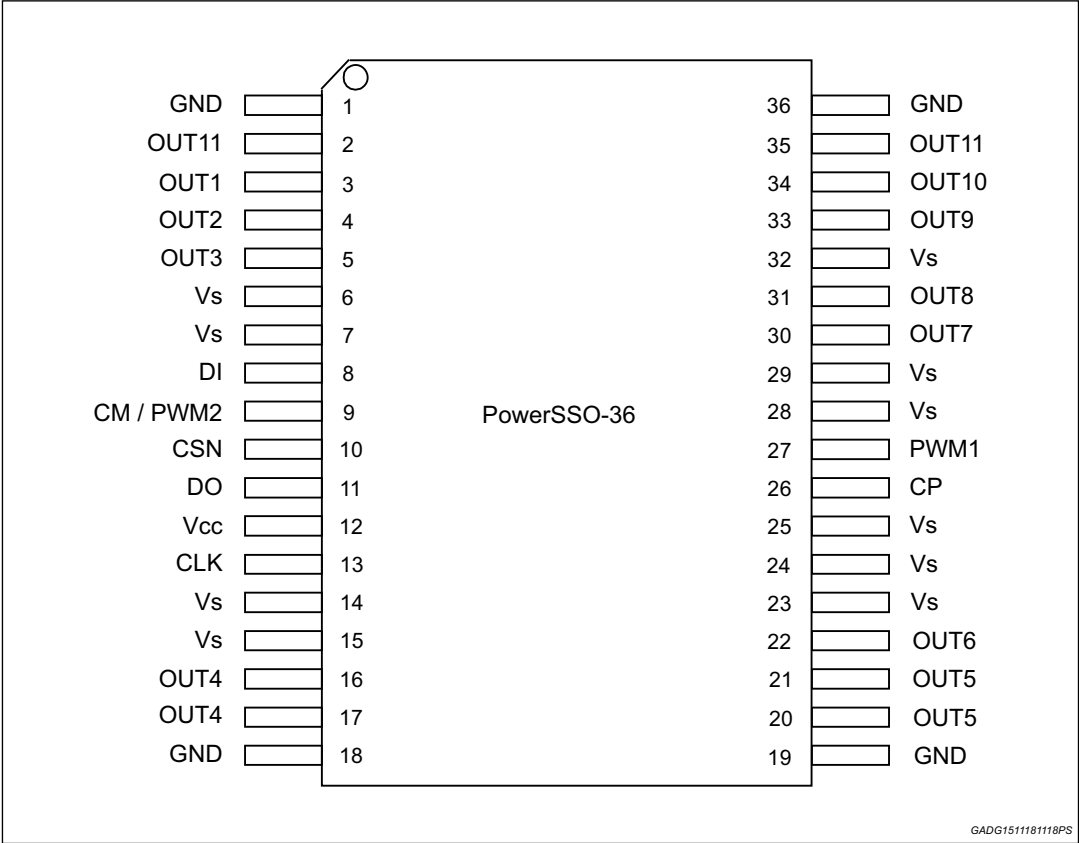 GND 1 36 GND
OUT11 2 35 OUT11
OUT1 3 34 OUT10
OUT2 4 33 OUT9
OUT3 5 32 Vs
Vs 6 31 OUT8
Vs 7 30 OUT7
DI 8 29 Vs
CM / PWM2 9 PowerSSO-36 28 Vs
CSN 10 27 PWM1
DO 11 26 CP
Vcc 12 25 Vs
CLK 13 24 Vs
Vs 14 23 Vs
Vs 15 22 OUT6
OUT4 16 21 OUT5
OUT4 17 20 OUT5
GND 18 19 GND
GADG1511181118PS